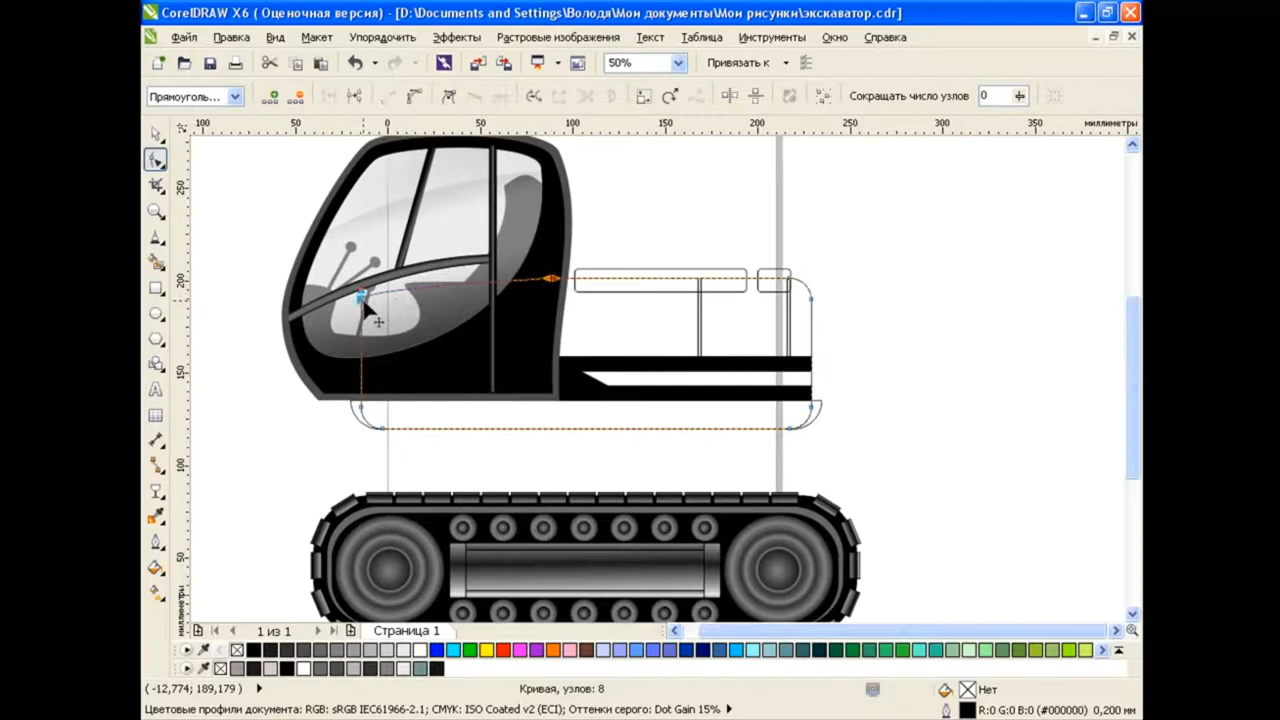 CorelDRAW X6 ( Оценочная версия) - [D:\Documents and Settings\Володя\Мои документы\Мои рисунки\экскаватор.cdr]
Файл Правка Вид Макет Упорядочить Эффекты Растровые изображения Текст Таблица Инструменты Окно Справка
50% Привязать к
Прямоуголь... Сокращать число узлов 0
100 50 0 50 100 150 200 250 300 350 миллиметры
250
200
150
100
50
миллиметры
1 из 1 Страница 1
( -12,774; 189,179 ) Кривая, узлов: 8 Нет
Цветовые профили документа: RGB: sRGB IEC61966-2.1; CMYK: ISO Coated v2 (ECI); Оттенки серого: Dot Gain 15% R:0 G:0 B:0 (#000000) 0,200 мм